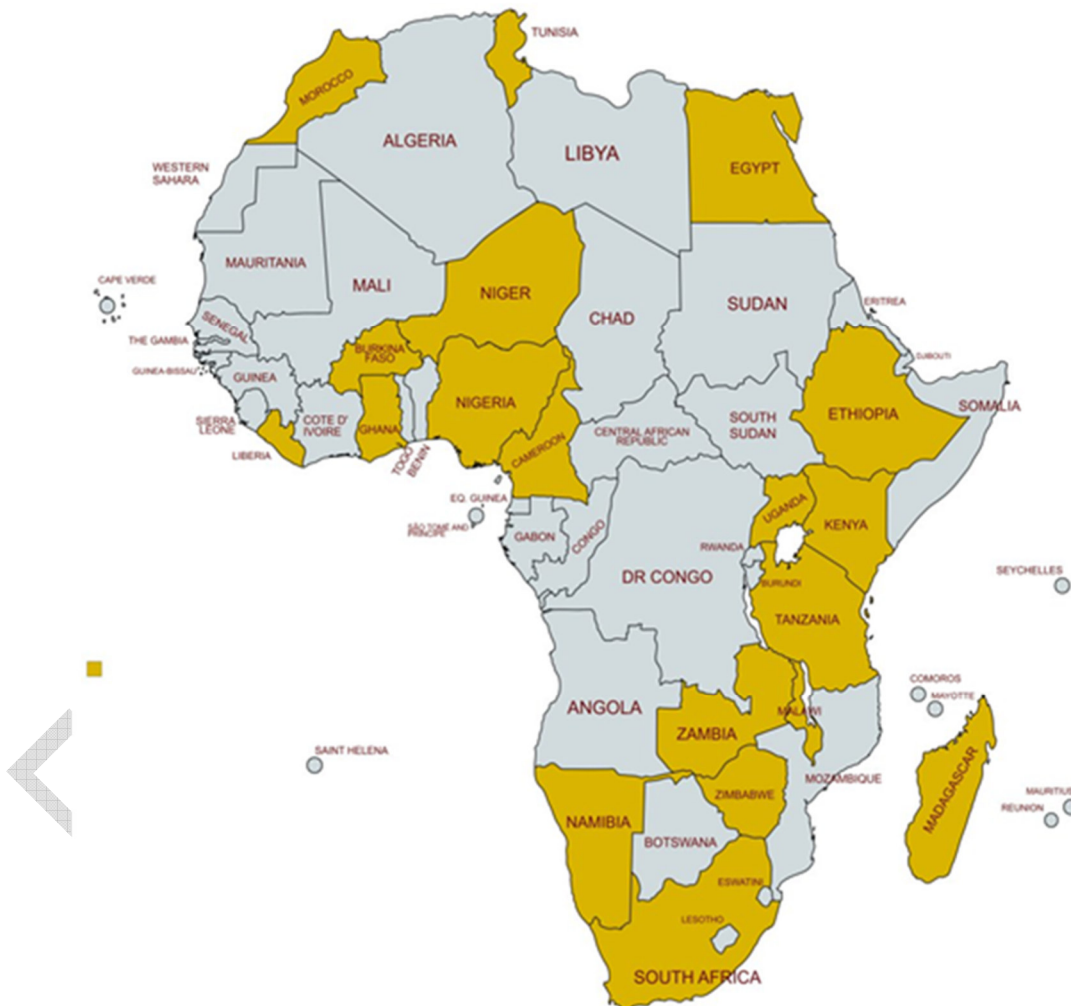 TUNISIA
MOROCCO
ALGERIA
LIBYA
EGYPT
WESTERN
SAHARA
MAURITANIA
MALI
NIGER
CHAD
SUDAN
ERITREA
CAPE VERDE
SENEGAL
THE GAMBIA
GUINEA-BISSAU
GUINEA
BURKINA
FASO
DJIBOUTI
SIERRA
LEONE
COTE D'
IVOIRE
GHANA
NIGERIA
CAMEROON
CENTRAL AFRICAN
REPUBLIC
SOUTH
SUDAN
ETHIOPIA
SOMALIA
LIBERIA
TOGO
BENIN
EQ. GUINEA
SÃO TOMÉ AND
PRINCIPE
GABON
CONGO
UGANDA
KENYA
RWANDA
DR CONGO
BURUNDI
SEYCHELLES
TANZANIA
COMOROS
MAYOTTE
ANGOLA
MALAWI
ZAMBIA
SAINT HELENA
MOZAMBIQUE
MADAGASCAR
MAURITIUS
REUNION
ZIMBABWE
NAMIBIA
BOTSWANA
ESWATINI
LESOTHO
SOUTH AFRICA